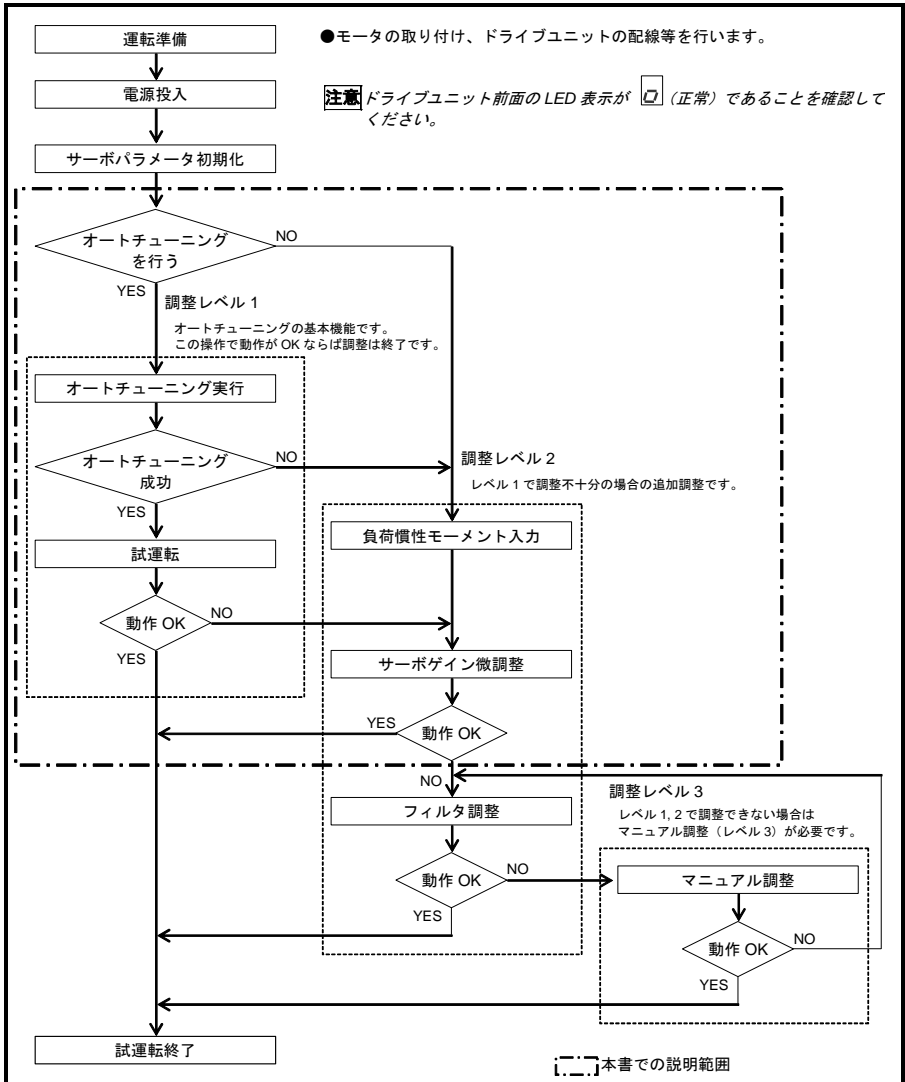 運転準備
●モータの取り付け、ドライブユニットの配線等を行います。
電源投入
注意 ドライブユニット前面の LED 表示が 0 (正常) であることを確認して
ください。
サーボパラメータ初期化
オートチューニング
を行う
NO
YES
調整レベル 1
オートチューニングの基本機能です。
この操作で動作が OK ならば調整は終了です。
オートチューニング実行
オートチューニング
成功
NO
YES
調整レベル 2
レベル 1 で調整不十分の場合の追加調整です。
試運転
負荷慣性モーメント入力
動作 OK
NO
YES
サーボゲイン微調整
動作 OK
YES
NO
調整レベル 3
レベル 1, 2 で調整できない場合は
マニュアル調整（レベル 3）が必要です。
フィルタ調整
動作 OK
NO
YES
マニュアル調整
動作 OK
NO
YES
試運転終了
本書での説明範囲